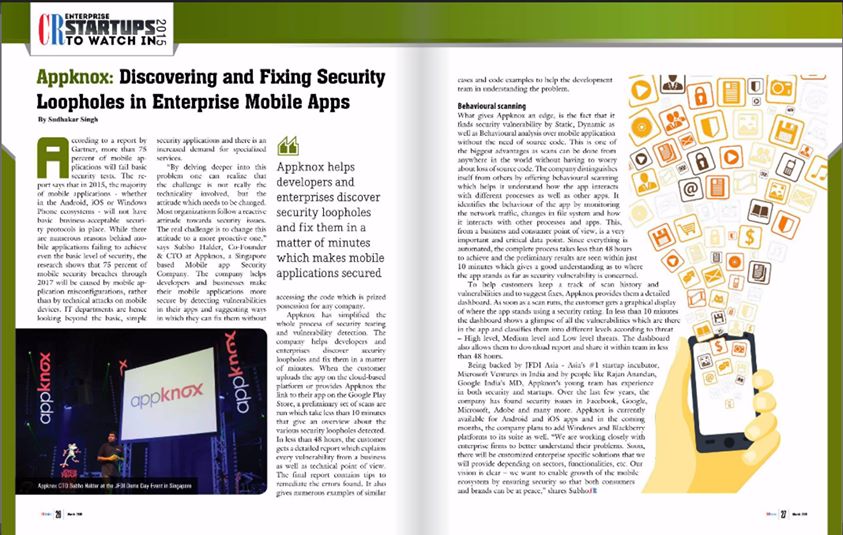 CR ENTERPRISE
STARTUPS
TO WATCH IN 2015
Appknox: Discovering and Fixing Security
Loopholes in Enterprise Mobile Apps
By Sudhakar Singh
According to a report by
Gartner, more than 75
percent of mobile ap-
plications will fail basic
security tests. The re-
port says that in 2015, the majority
of mobile applications - whether
in the Android, iOS or Windows
Phone ecosystems - will not have
basic business-acceptable securi-
ty protocols in place. While there
are numerous reasons behind mo-
bile applications failing to achieve
even the basic level of security, the
research shows that 75 percent of
mobile security breaches through
2017 will be caused by mobile ap-
plication misconfigurations, rather
than by technical attacks on mobile
devices. IT departments are hence
looking beyond the basic, simple
security applications and there is an
increased demand for specialized
services.
"By delving deeper into this
problem one can realize that
the challenge is not really the
technicality involved, but the
attitude which needs to be changed.
Most organizations follow a reactive
attitude towards security issues.
The real challenge is to change this
attitude to a more proactive one,"
says Subho Halder, Co-Founder
& CTO at Appknox, a Singapore
based Mobile app Security
Company. The company helps
developers and businesses make
their mobile applications more
secure by detecting vulnerabilities
in their apps and suggesting ways
in which they can fix them without
Appknox helps
developers and
enterprises discover
security loopholes
and fix them in a
matter of minutes
which makes mobile
applications secured
accessing the code which is prized
possession for any company.
Appknox has simplified the
whole process of security testing
and vulnerability detection. The
company helps developers and
enterprises discover security
loopholes and fix them in a matter
of minutes. When the customer
uploads the app on the cloud-based
platform or provides Appknox the
link to their app on the Google Play
Store, a preliminary set of scans are
run which take less than 10 minutes
that give an overview about the
various security loopholes detected.
In less than 48 hours, the customer
gets a detailed report which explains
every vulnerability from a business
as well as technical point of view.
The final report contains tips to
remediate the errors found. It also
gives numerous examples of similar
appknox
appknox
appknox
Appknox CTO Subho Halder at the JFDI Demo Day Event in Singapore
26
cases and code examples to help the development
team in understanding the problem.
Behavioural scanning
What gives Appknox an edge, is the fact that it
finds security vulnerability by Static, Dynamic as
well as Behavioural analysis over mobile application
without the need of source code. This is one of
the biggest advantages as scans can be done from
anywhere in the world without having to worry
about loss of source code. The company distinguishes
itself from others by offering behavioural scanning
which helps it understand how the app interacts
with different processes as well as other apps. It
identifies the behaviour of the app by monitoring
the network traffic, changes in file system and how
it interacts with other processes and apps. This,
from a business and consumer point of view, is a very
important and critical data point. Since everything is
automated, the complete process takes less than 48 hours
to achieve and the preliminary results are seen within just
10 minutes which gives a good understanding as to where
the app stands as far as security vulnerability is concerned.
To help customers keep a track of scan history and
vulnerabilities and to suggest fixes, Appknox provides them a detailed
dashboard. As soon as a scan runs, the customer gets a graphical display
of where the app stands using a security rating. In less than 10 minutes
the dashboard shows a glimpse of all the vulnerabilities which are there
in the app and classifies them into different levels according to threat
– High level, Medium level and Low level threats. The dashboard
also allows them to download report and share it within team in less
than 48 hours.
Being backed by JFDI Asia - Asia's #1 startup incubator,
Microsoft Ventures in India and by people like Rajan Anandan,
Google India's MD, Appknox's young team has experience
in both security and startups. Over the last few years, the
company has found security issues in Facebook, Google,
Microsoft, Adobe and many more. Appknox is currently
available for Android and iOS apps and in the coming
months, the company plans to add Windows and Blackberry
platforms to its suite as well. "We are working closely with
enterprise firms to better understand their problems. Soon,
there will be customized enterprise specific solutions that we
will provide depending on sectors, functionalities, etc. Our
vision is clear – we want to enable growth of the mobile
ecosystem by ensuring security so that both consumers
and brands can be at peace," shares Subho.
27